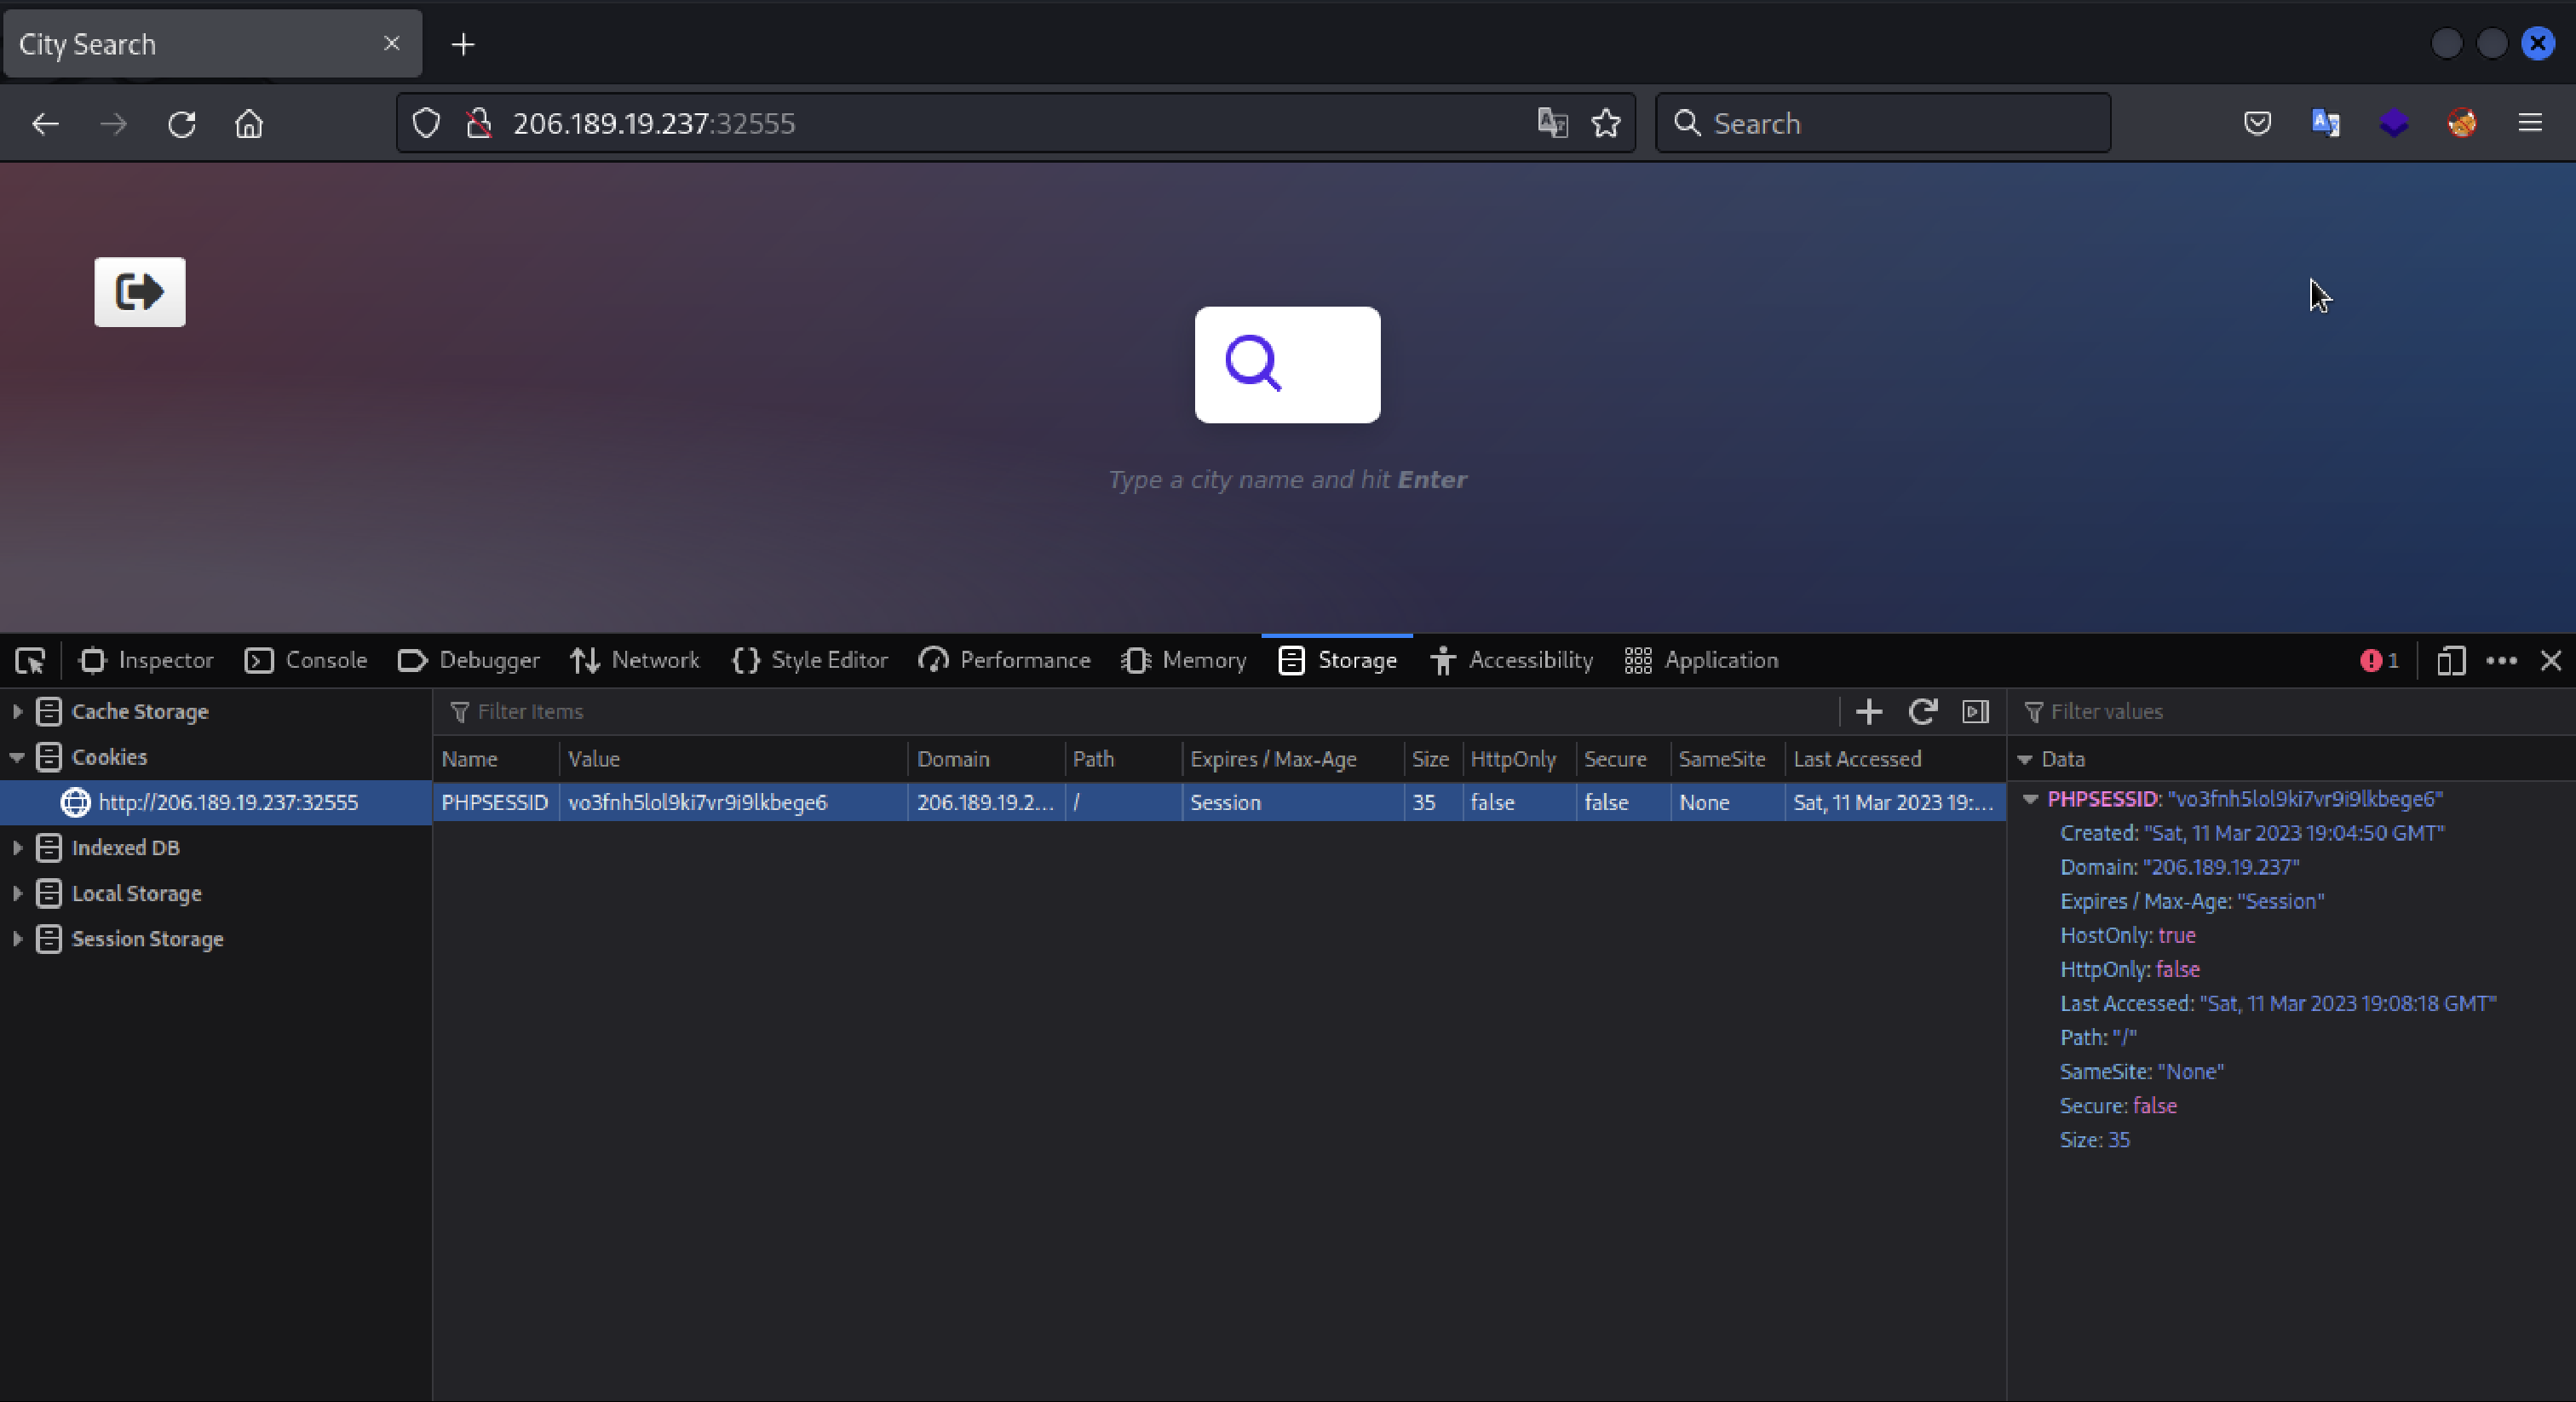 City Search
206.189.19.237:32555
Search
Type a city name and hit Enter
Inspector Console Debugger Network Style Editor Performance Memory Storage Accessibility Application 1
Cache Storage
Cookies
http://206.189.19.237:32555
Indexed DB
Local Storage
Session Storage
Filter Items
Name Value Domain Path Expires / Max-Age Size HttpOnly Secure SameSite Last Accessed
PHPSESSID vo3fnh5lol9ki7vr9i9lkbege6 206.189.19.2... / Session 35 false false None Sat, 11 Mar 2023 19:...
Filter values
Data
PHPSESSID: "vo3fnh5lol9ki7vr9i9lkbege6"
Created: "Sat, 11 Mar 2023 19:04:50 GMT"
Domain: "206.189.19.237"
Expires / Max-Age: "Session"
HostOnly: true
HttpOnly: false
Last Accessed: "Sat, 11 Mar 2023 19:08:18 GMT"
Path: "/"
SameSite: "None"
Secure: false
Size: 35